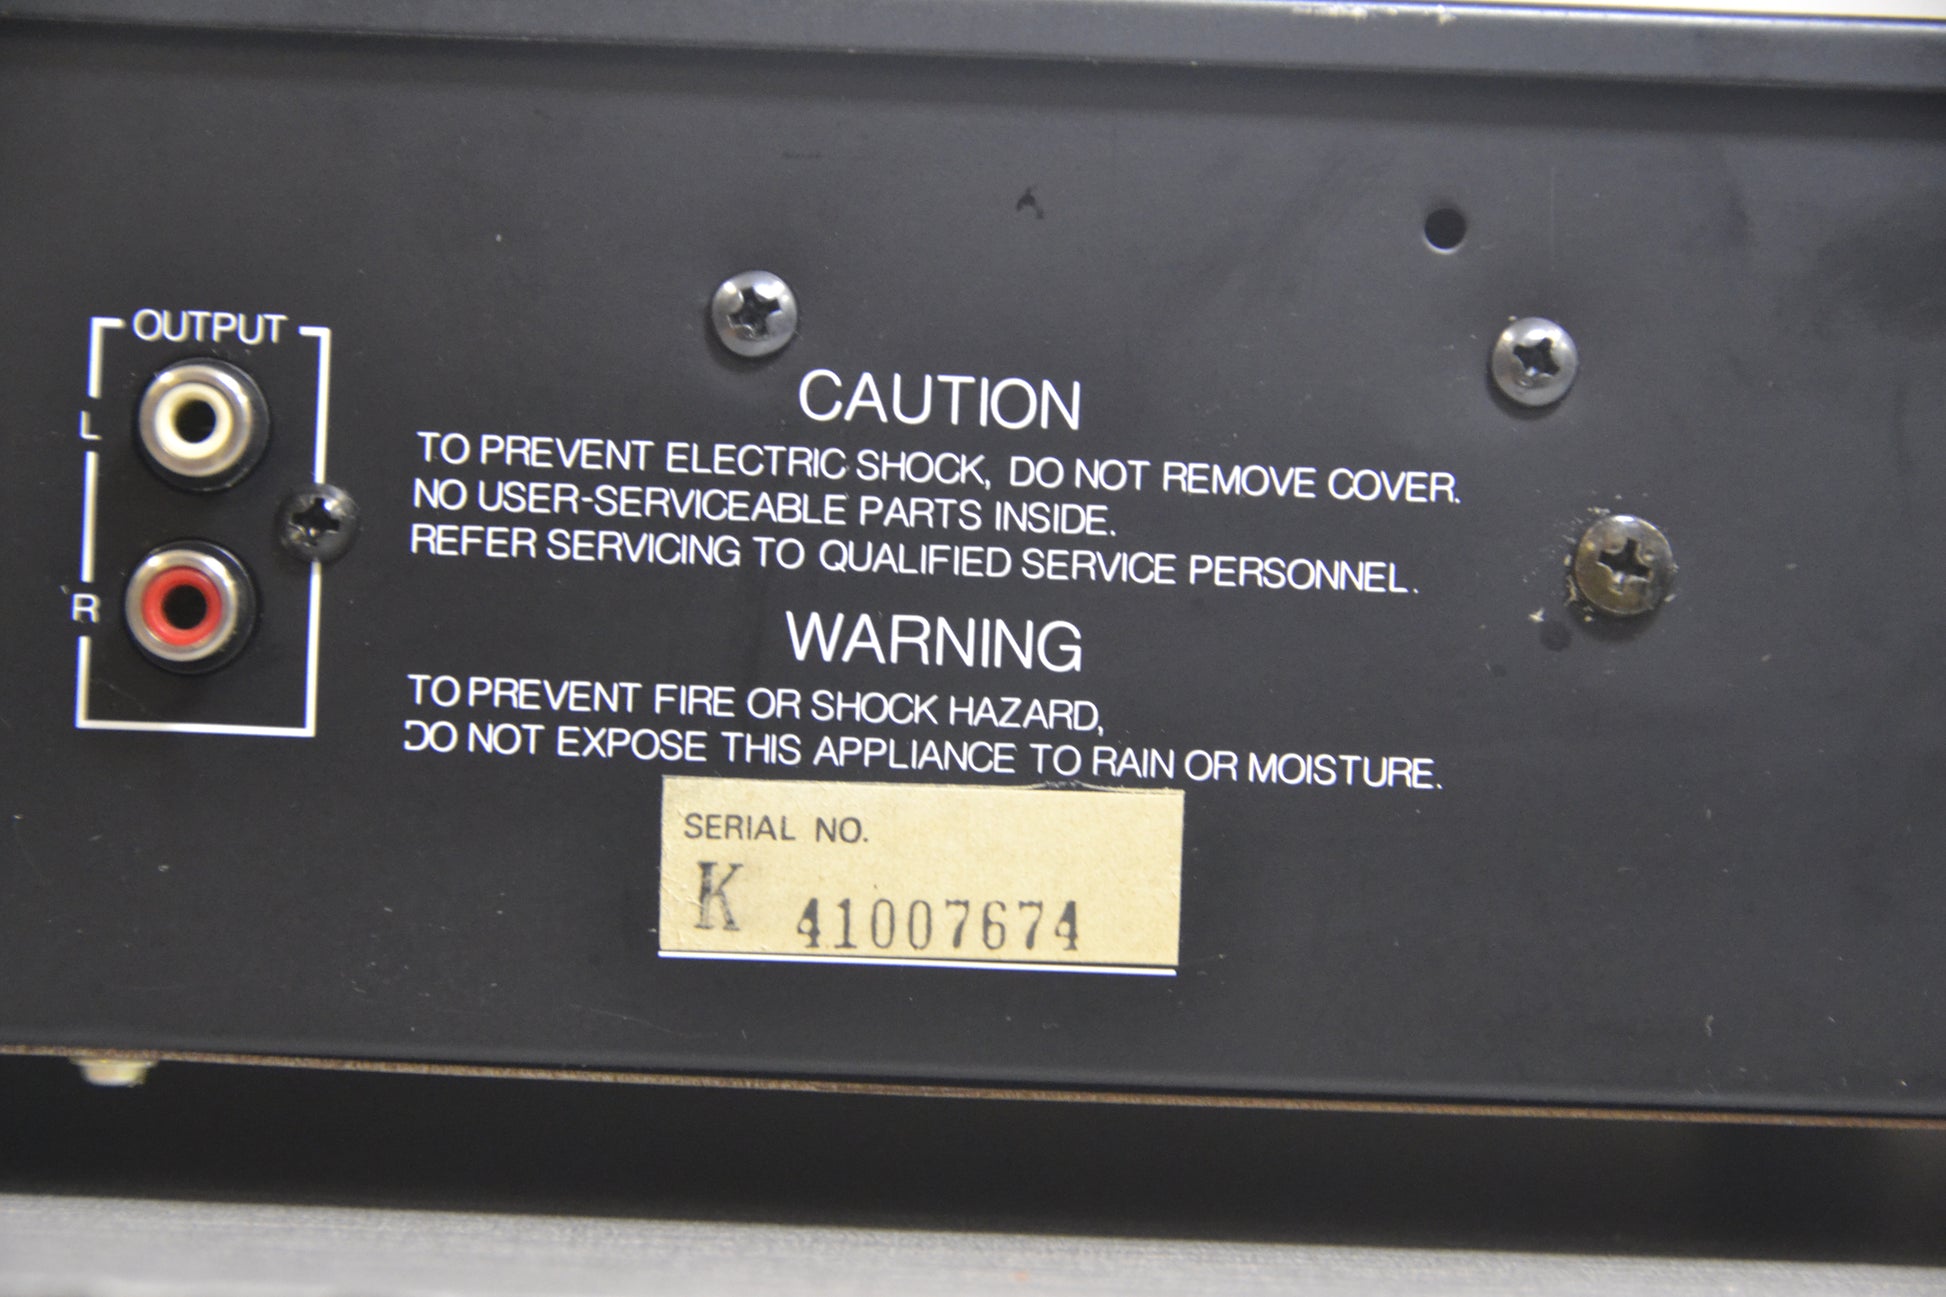 OUTPUT
L
R
CAUTION
TO PREVENT ELECTRIC SHOCK, DO NOT REMOVE COVER.
NO USER-SERVICEABLE PARTS INSIDE.
REFER SERVICING TO QUALIFIED SERVICE PERSONNEL.
WARNING
TO PREVENT FIRE OR SHOCK HAZARD,
DO NOT EXPOSE THIS APPLIANCE TO RAIN OR MOISTURE.
SERIAL NO.
K 41007674